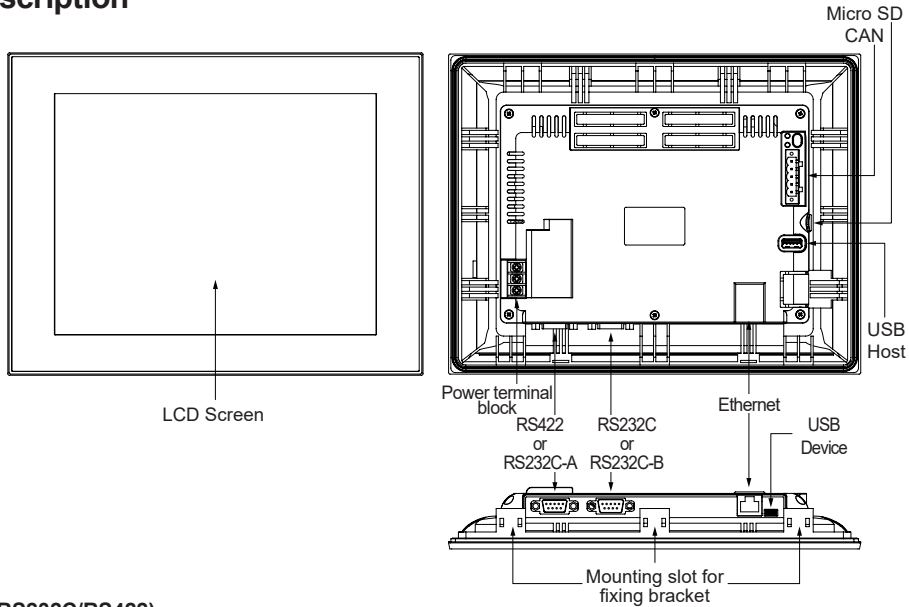 Micro SD
CAN
USB
Host
LCD Screen
Power terminal
block
RS422
or
RS232C-A
RS232C
or
RS232C-B
Ethernet
USB
Device
Mounting slot for
fixing bracket